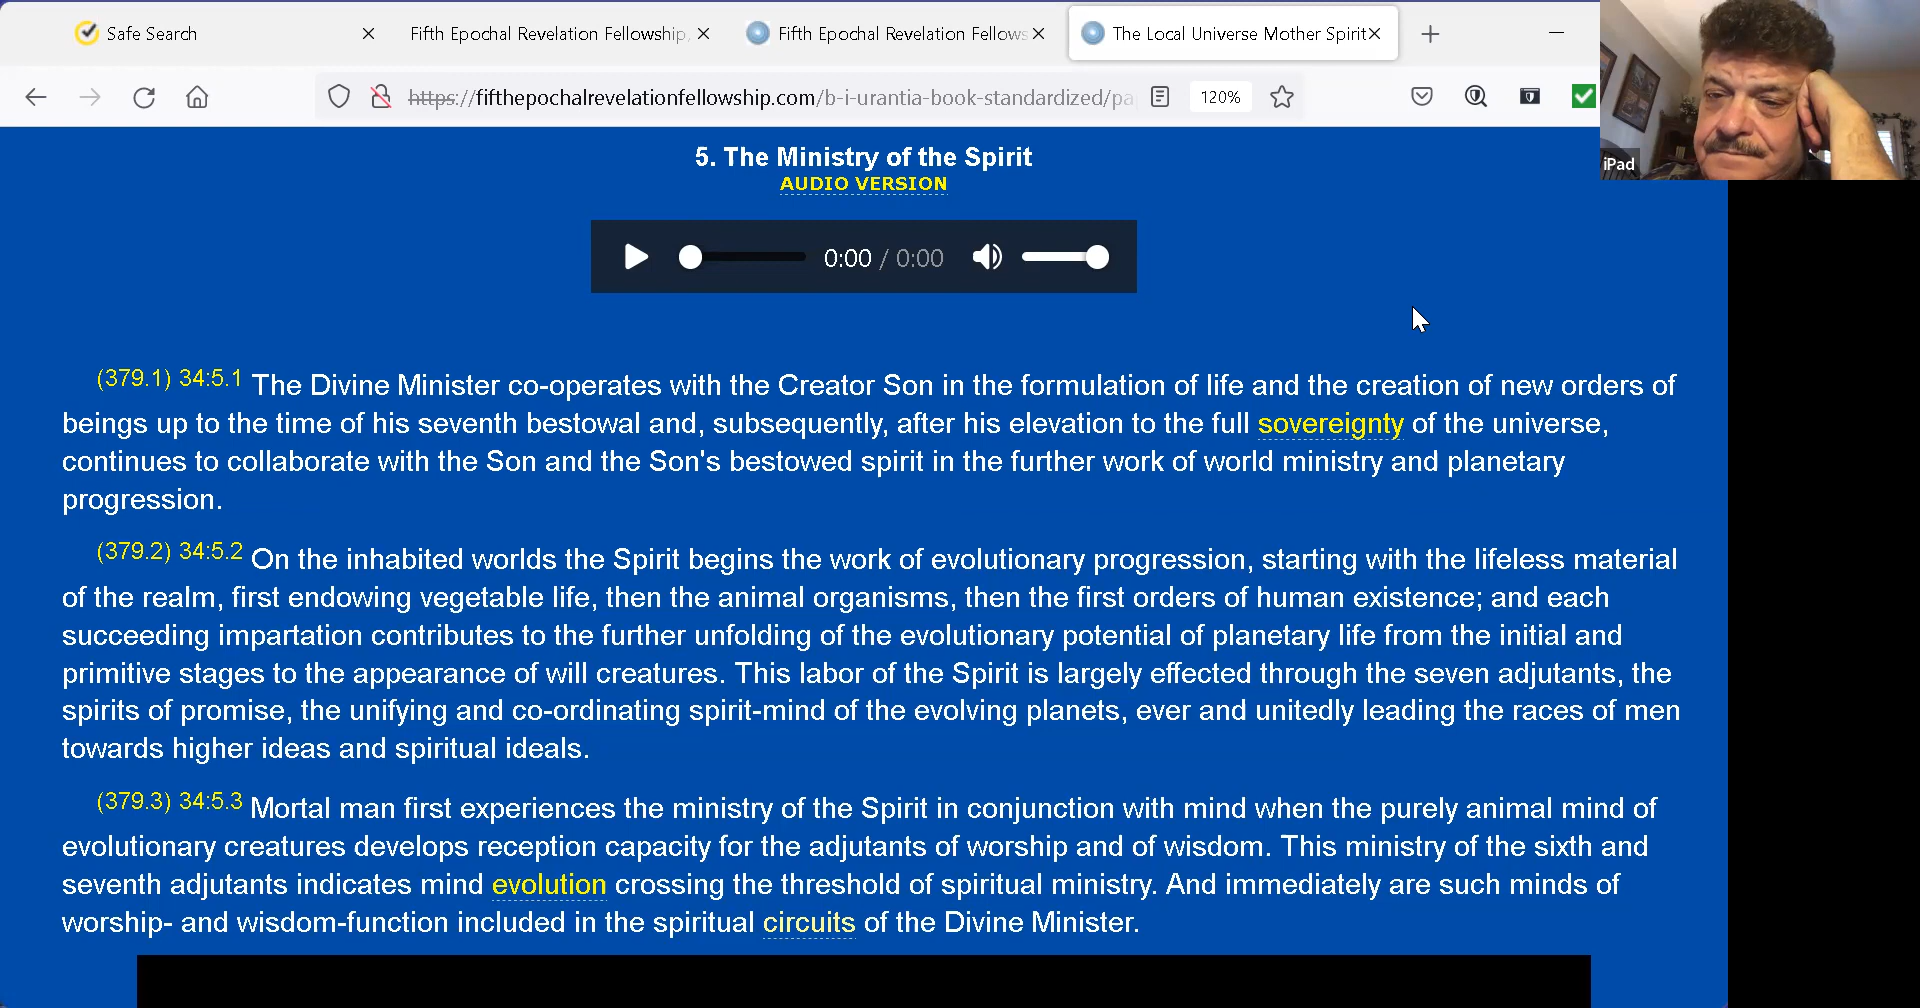 Safe Search
Fifth Epochal Revelation Fellowship,
Fifth Epochal Revelation Fellows
The Local Universe Mother Spirit
https://fifthepochalrevelationfellowship.com/b-i-urantia-book-standardized/pa
120%
iPad
5. The Ministry of the Spirit
AUDIO VERSION
0:00 / 0:00
(379.1) 34:5.1 The Divine Minister co-operates with the Creator Son in the formulation of life and the creation of new orders of
beings up to the time of his seventh bestowal and, subsequently, after his elevation to the full sovereignty of the universe,
continues to collaborate with the Son and the Son's bestowed spirit in the further work of world ministry and planetary
progression.
(379.2) 34:5.2 On the inhabited worlds the Spirit begins the work of evolutionary progression, starting with the lifeless material
of the realm, first endowing vegetable life, then the animal organisms, then the first orders of human existence; and each
succeeding impartation contributes to the further unfolding of the evolutionary potential of planetary life from the initial and
primitive stages to the appearance of will creatures. This labor of the Spirit is largely effected through the seven adjutants, the
spirits of promise, the unifying and co-ordinating spirit-mind of the evolving planets, ever and unitedly leading the races of men
towards higher ideas and spiritual ideals.
(379.3) 34:5.3 Mortal man first experiences the ministry of the Spirit in conjunction with mind when the purely animal mind of
evolutionary creatures develops reception capacity for the adjutants of worship and of wisdom. This ministry of the sixth and
seventh adjutants indicates mind evolution crossing the threshold of spiritual ministry. And immediately are such minds of
worship- and wisdom-function included in the spiritual circuits of the Divine Minister.